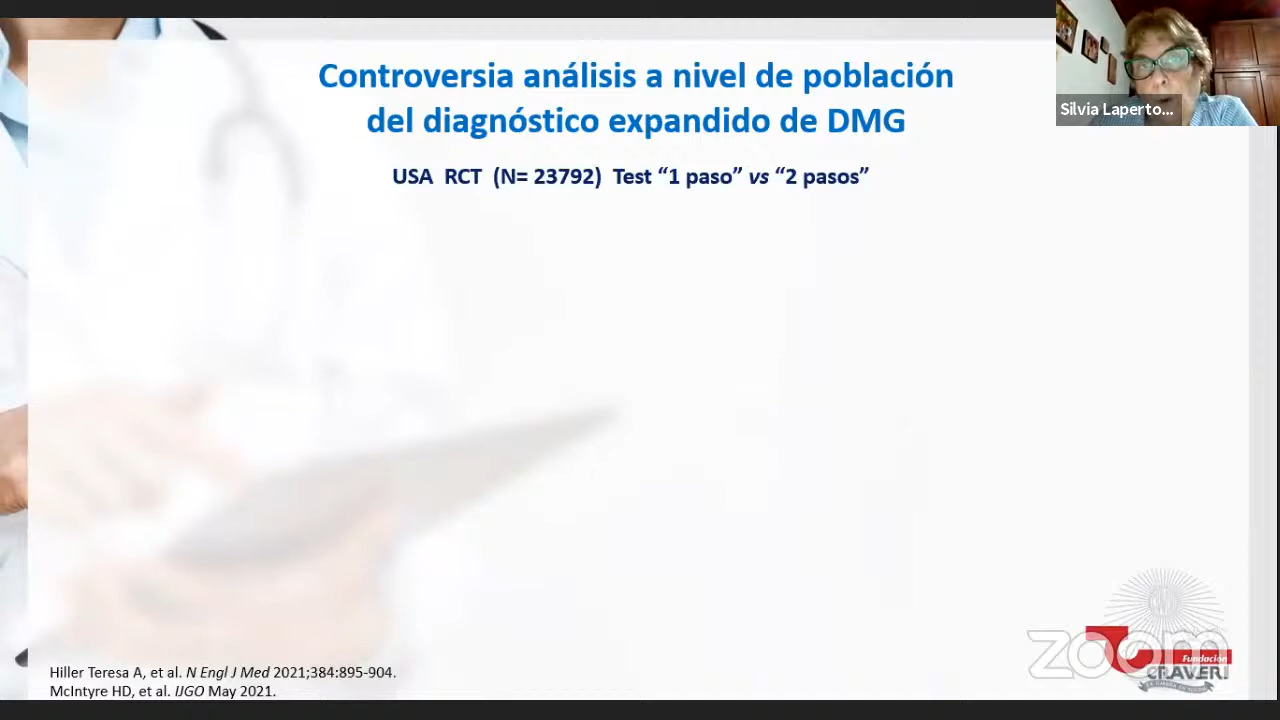 Controversia análisis a nivel de población
del diagnóstico expandido de DMG
USA RCT (N= 23792) Test “1 paso” vs “2 pasos”
Silvia Laperto...
Hiller Teresa A, et al. N Engl J Med 2021;384:895-904.
McIntyre HD, et al. IJGO May 2021.
zoom
Fundación
CRAVERI